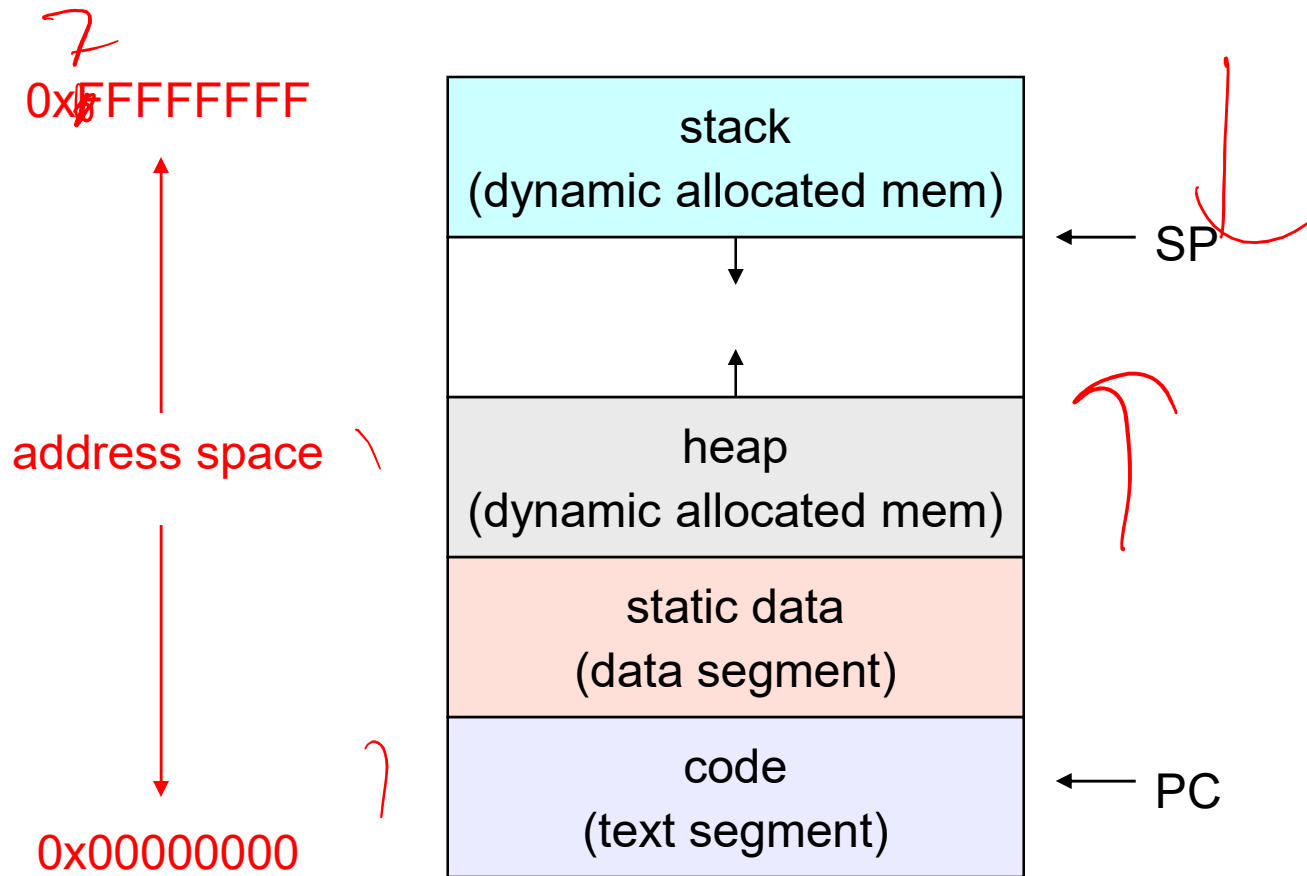 7
0xFFFFFFFF
stack
(dynamic allocated mem)
SP
address space
heap
(dynamic allocated mem)
static data
(data segment)
code
(text segment)
PC
0x00000000